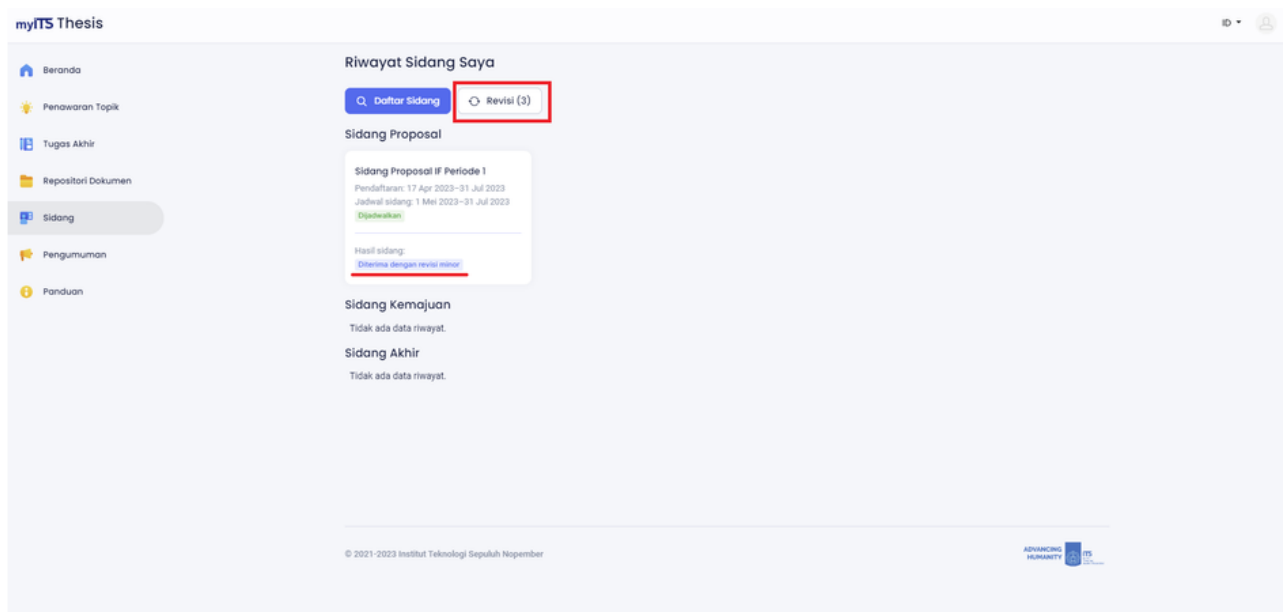 myITS Thesis
ID
Beranda
Penawaran Topik
Tugas Akhir
Repositori Dokumen
Sidang
Pengumuman
Panduan
Riwayat Sidang Saya
Daftar Sidang
Revisi (3)
Sidang Proposal
Sidang Proposal IF Periode 1
Pendaftaran: 17 Apr 2023–31 Jul 2023
Jadwal sidang: 1 Mei 2023–31 Jul 2023
Dijadwalkan
Hasil sidang:
Diterima dengan revisi minor
Sidang Kemajuan
Tidak ada data riwayat.
Sidang Akhir
Tidak ada data riwayat.
© 2021-2023 Institut Teknologi Sepuluh Nopember
ADVANCING
HUMANITY
ITS